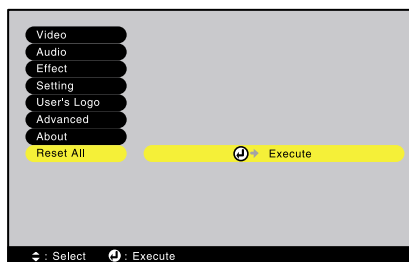 Video
Audio
Effect
Setting
User's Logo
Advanced
About
Reset All Execute
: Select : Execute